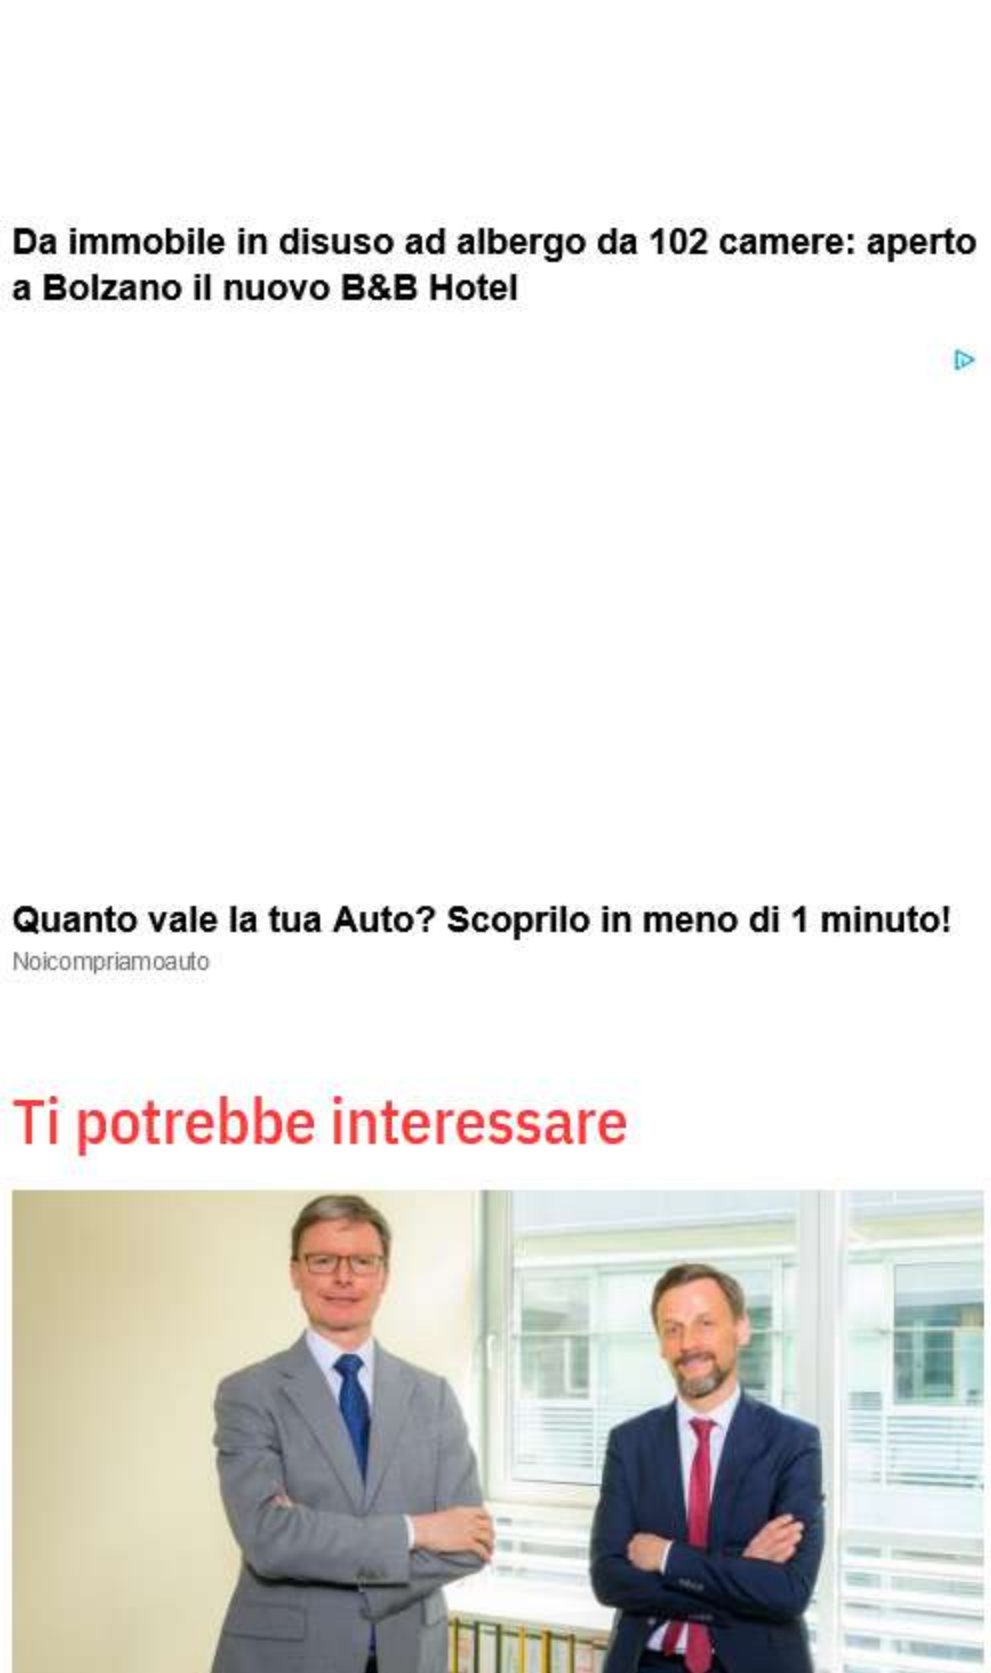 Da immobile in disuso ad albergo da 102 camere: aperto
a Bolzano il nuovo B&B Hotel
Quanto vale la tua Auto? Scoprilo in meno di 1 minuto!
Noicompriamoauto
Ti potrebbe interessare